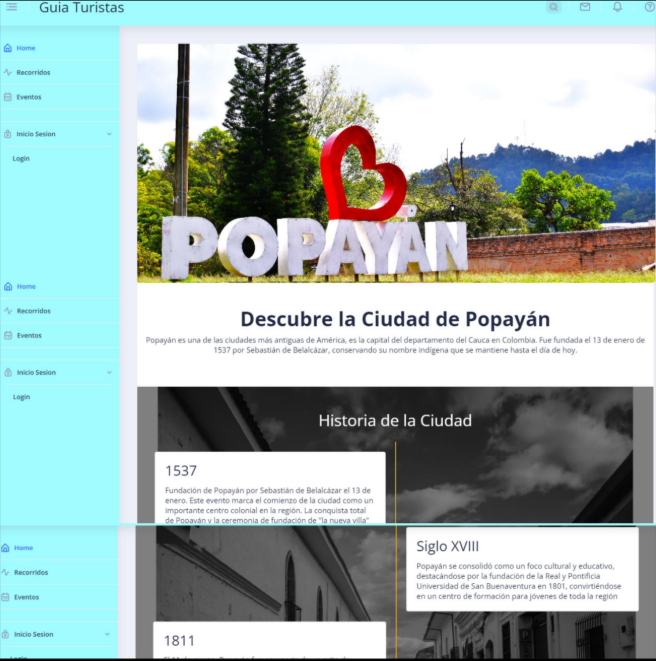 Guia Turistas
Home
Recorridos
Eventos
Inicio Sesion
Login
POPAYÁN
Home
Recorridos
Eventos
Inicio Sesion
Login
Descubre la Ciudad de Popayán
Popayán es una de las ciudades más antiguas de América, es la capital del departamento del Cauca en Colombia. Fue fundada el 13 de enero de
1537 por Sebastián de Belalcázar, conservando su nombre indígena que se mantiene hasta el día de hoy.
Historia de la Ciudad
1537
Fundación de Popayán por Sebastián de Belalcázar el 13 de
enero. Este evento marca el comienzo de la ciudad como un
importante centro colonial en la región. La conquista total
de Popayán y la ceremonia de fundación de "la nueva villa"
Home
Recorridos
Eventos
Inicio Sesion
Siglo XVIII
Popayán se consolidó como un foco cultural y educativo,
destacándose por la fundación de la Real y Pontificia
Universidad de San Buenaventura en 1801, convirtiéndose
en un centro de formación para jóvenes de toda la región
1811